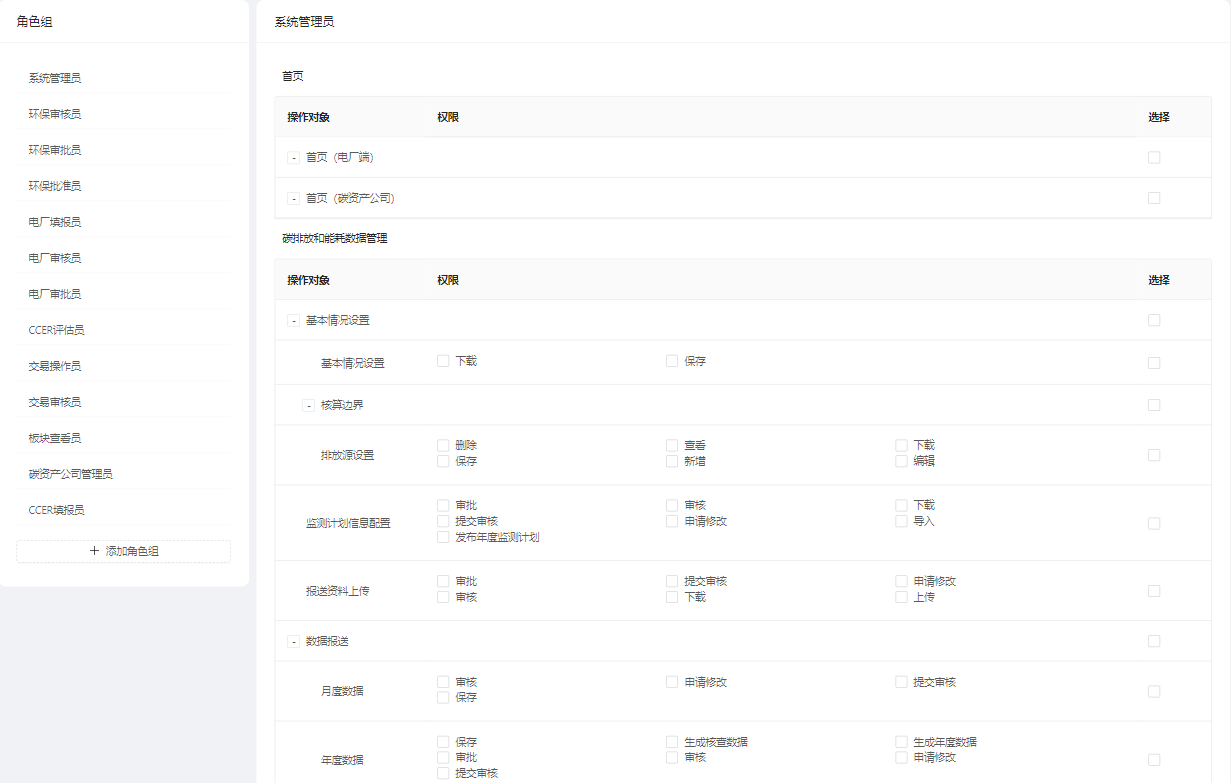 角色组
系统管理员
环保审核员
环保审批员
环保批准员
电厂填报员
电厂审核员
电厂审批员
CCER评估员
交易操作员
交易审核员
板块查看员
碳资产公司管理员
CCER填报员
+ 添加角色组
系统管理员
首页
操作对象 权限 选择
- 首页（电厂端）
- 首页（碳资产公司）
碳排放和能耗数据管理
操作对象 权限 选择
- 基本情况设置
基本情况设置 下载 保存
- 核算边界
排放源设置 删除 查看 下载
保存 新增 编辑
监测计划信息配置 审批 审核 下载
提交审核 申请修改 导入
发布年度监测计划
报送资料上传 审批 提交审核 申请修改
审核 下载 上传
- 数据报送
月度数据 审核 申请修改 提交审核
保存
年度数据 保存 生成核查数据 生成年度数据
审批 审核 申请修改
提交审核